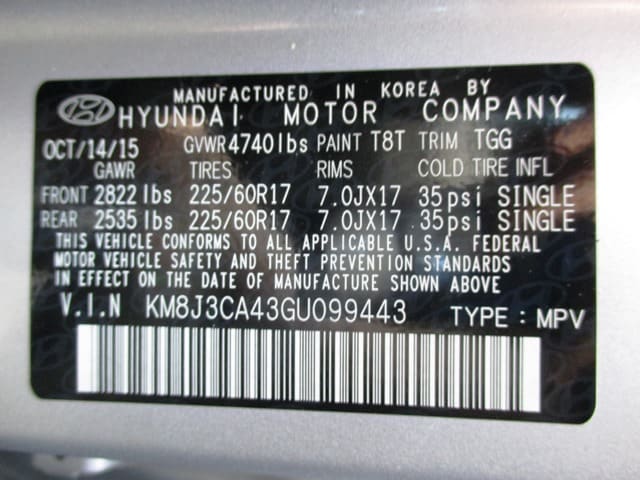 MANUFACTURED IN KOREA BY
HYUNDAI MOTOR COMPANY
OCT/14/15 GVWR 4740lbs PAINT T8T TRIM TGG
GAWR TIRES RIMS COLD TIRE INFL
FRONT 2822lbs 225/60R17 7.0JX17 35psi SINGLE
REAR 2535lbs 225/60R17 7.0JX17 35psi SINGLE
THIS VEHICLE CONFORMS TO ALL APPLICABLE U.S.A. FEDERAL
MOTOR VEHICLE SAFETY AND THEFT PREVENTION STANDARDS
IN EFFECT ON THE DATE OF MANUFACTURE SHOWN ABOVE
V.I.N KM8J3CA43GU099443 TYPE : MPV